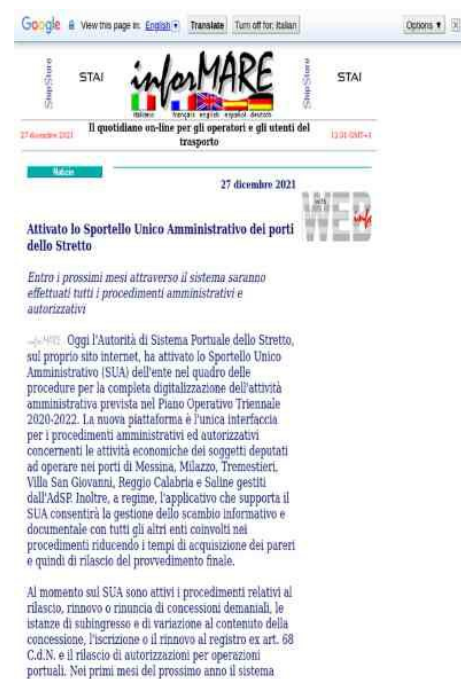 Google View this page in: English Translate Turn off for: Italian Options ▼
ShipStore STAI inforMARE ShipStore STAI
italiano français english español deutsch
27 dicembre 2021 Il quotidiano on-line per gli operatori e gli utenti del trasporto 12:01 GMT+1
Notizie
27 dicembre 2021
WEB
Attivato lo Sportello Unico Amministrativo dei porti
dello Stretto
Entro i prossimi mesi attraverso il sistema saranno
effettuati tutti i procedimenti amministrativi e
autorizzativi
Oggi l'Autorità di Sistema Portuale dello Stretto,
sul proprio sito internet, ha attivato lo Sportello Unico
Amministrativo (SUA) dell'ente nel quadro delle
procedure per la completa digitalizzazione dell'attività
amministrativa prevista nel Piano Operativo Triennale
2020-2022. La nuova piattaforma è l'unica interfaccia
per i procedimenti amministrativi ed autorizzativi
concernenti le attività economiche dei soggetti deputati
ad operare nei porti di Messina, Milazzo, Tremestieri,
Villa San Giovanni, Reggio Calabria e Saline gestiti
dall'AdSP. Inoltre, a regime, l'applicativo che supporta il
SUA consentirà la gestione dello scambio informativo e
documentale con tutti gli altri enti coinvolti nei
procedimenti riducendo i tempi di acquisizione dei pareri
e quindi di rilascio del provvedimento finale.
Al momento sul SUA sono attivi i procedimenti relativi al
rilascio, rinnovo o rinuncia di concessioni demaniali, le
istanze di subingresso e di variazione al contenuto della
concessione, l'iscrizione o il rinnovo al registro ex art. 68
C.d.N. e il rilascio di autorizzazioni per operazioni
portuali. Nei primi mesi del prossimo anno il sistema